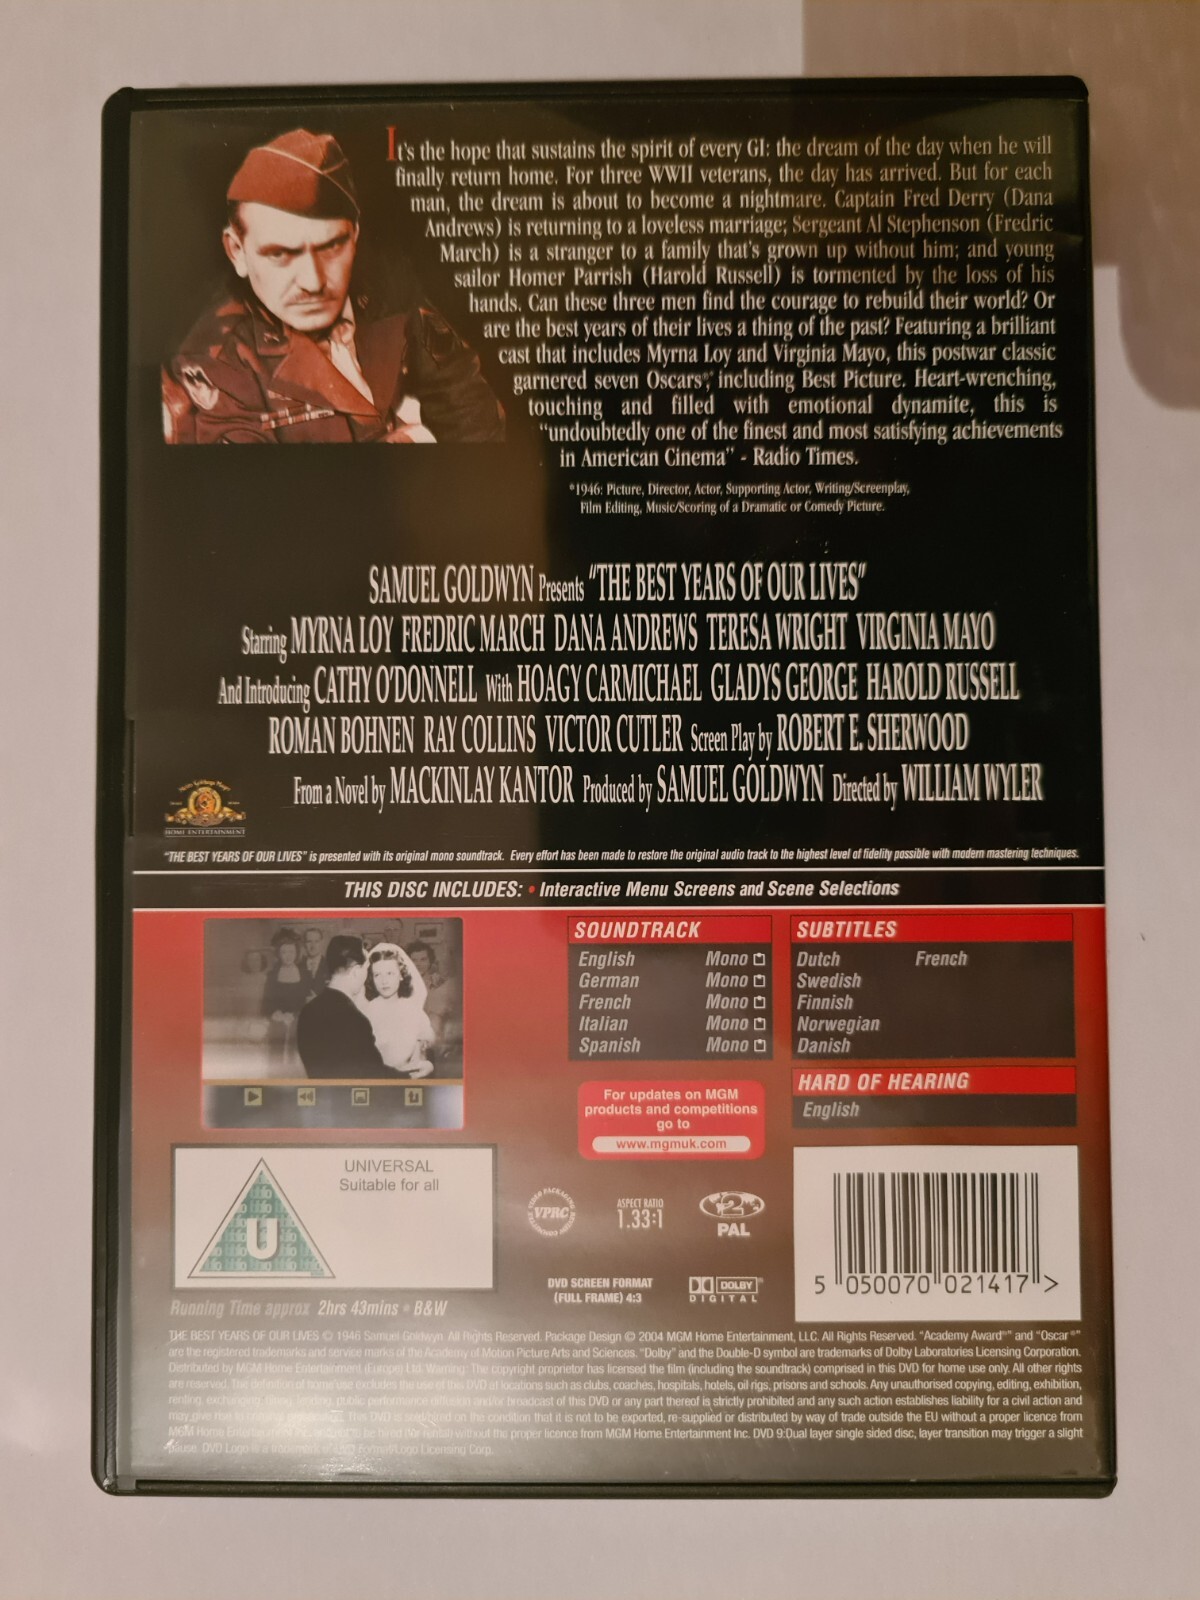 It's the hope that sustains the spirit of every GI: the dream of the day when he will
finally return home. For three WWII veterans, the day has arrived. But for each
man, the dream is about to become a nightmare. Captain Fred Derry (Dana
Andrews) is returning to a loveless marriage; Sergeant Al Stephenson (Fredric
March) is a stranger to a family that's grown up without him; and young
sailor Homer Parrish (Harold Russell) is tormented by the loss of his
hands. Can these three men find the courage to rebuild their world? Or
are the best years of their lives a thing of the past? Featuring a brilliant
cast that includes Myrna Loy and Virginia Mayo, this postwar classic
garnered seven Oscars®,* including Best Picture. Heart-wrenching,
touching and filled with emotional dynamite, this is
"undoubtedly one of the finest and most satisfying achievements
in American Cinema" - Radio Times.
*1946: Picture, Director, Actor, Supporting Actor, Writing/Screenplay,
Film Editing, Music/Scoring of a Dramatic or Comedy Picture.
SAMUEL GOLDWYN Presents "THE BEST YEARS OF OUR LIVES"
Starring MYRNA LOY FREDRIC MARCH DANA ANDREWS TERESA WRIGHT VIRGINIA MAYO
And Introducing CATHY O'DONNELL With HOAGY CARMICHAEL GLADYS GEORGE HAROLD RUSSELL
ROMAN BOHNEN RAY COLLINS VICTOR CUTLER Screen Play by ROBERT E. SHERWOOD
From a Novel by MACKINLAY KANTOR Produced by SAMUEL GOLDWYN Directed by WILLIAM WYLER
HOME ENTERTAINMENT
"THE BEST YEARS OF OUR LIVES" is presented with its original mono soundtrack. Every effort has been made to restore the original audio track to the highest level of fidelity possible with modern mastering techniques.
THIS DISC INCLUDES: • Interactive Menu Screens and Scene Selections
SOUNDTRACK
English Mono
German Mono
French Mono
Italian Mono
Spanish Mono
SUBTITLES
Dutch French
Swedish
Finnish
Norwegian
Danish
HARD OF HEARING
English
For updates on MGM
products and competitions
go to
www.mgmuk.com
UNIVERSAL
Suitable for all
U
VIDEO PACKAGING REVIEW COMMITTEE
VPRC
ASPECT RATIO
1.33:1
2
PAL
DVD SCREEN FORMAT
(FULL FRAME) 4:3
DOLBY®
DIGITAL
5 050070 021417 >
Running Time approx 2hrs 43mins • B&W
THE BEST YEARS OF OUR LIVES © 1946 Samuel Goldwyn. All Rights Reserved. Package Design © 2004 MGM Home Entertainment, LLC. All Rights Reserved. "Academy Award®" and "Oscar®"
are the registered trademarks and service marks of the Academy of Motion Picture Arts and Sciences. "Dolby" and the Double-D symbol are trademarks of Dolby Laboratories Licensing Corporation.
Distributed by MGM Home Entertainment (Europe) Ltd. Warning: The copyright proprietor has licensed the film (including the soundtrack) comprised in this DVD for home use only. All other rights
are reserved. The definition of home use excludes the use of this DVD at locations such as clubs, coaches, hospitals, hotels, oil rigs, prisons and schools. Any unauthorised copying, editing, exhibition,
renting, public performance and/or broadcast of this DVD or any part thereof is strictly prohibited and any such action establishes liability for a civil action and
may give rise to This DVD is sold on the condition that it is not to be exported, re-supplied or distributed by way of trade outside the EU without a proper licence from
MGM Home Entertainment Inc. without the proper licence from MGM Home Entertainment Inc. DVD 9:Dual layer single sided disc, layer transition may trigger a slight
pause. DVD Logo is a trademark of DVD Format/Logo Licensing Corp.